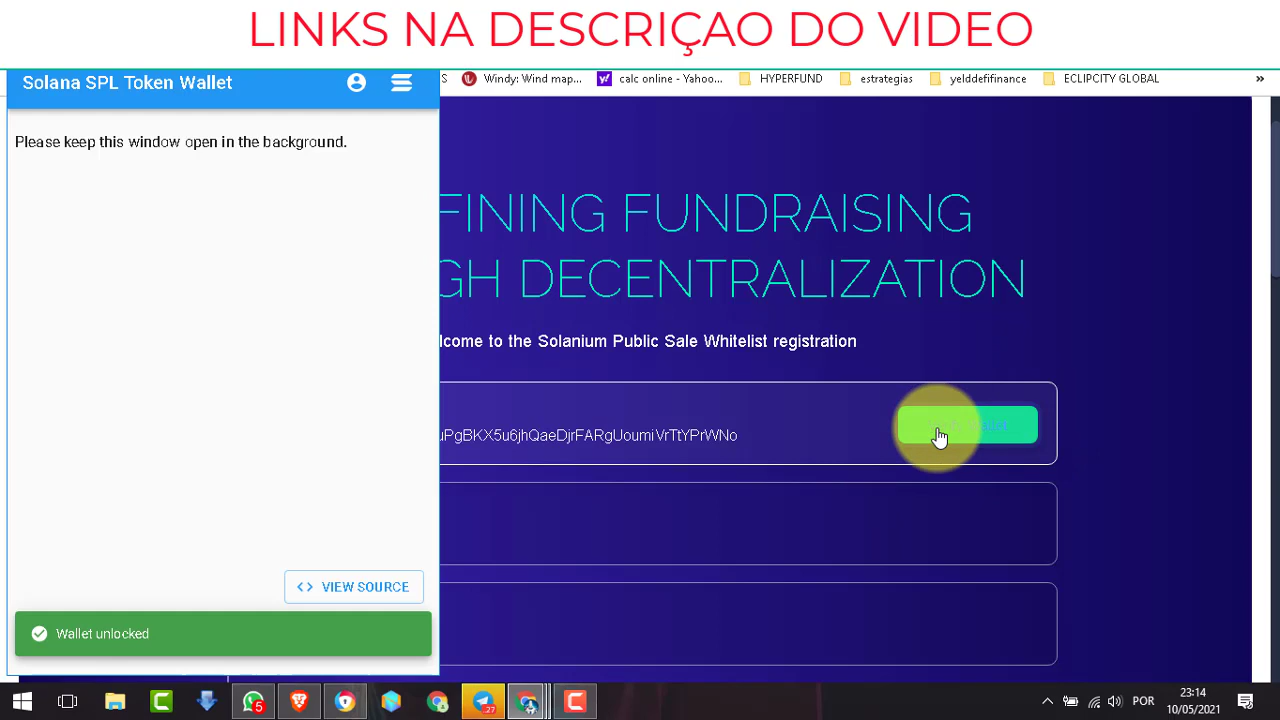 LINKS NA DESCRIÇAO DO VIDEO
Solana SPL Token Wallet
Windy: Wind map...
calc online - Yahoo...
HYPERFUND
estrategias
yelddefifinance
ECLIPCITY GLOBAL
»
Please keep this window open in the background.
FINING FUNDRAISING
GH DECENTRALIZATION
lcome to the Solanium Public Sale Whitelist registration
uPgBKX5u6jhQaeDjrFARgUoumiVrTtYPrWNo
VIEW SOURCE
Wallet unlocked
5
27
POR
23:14
10/05/2021